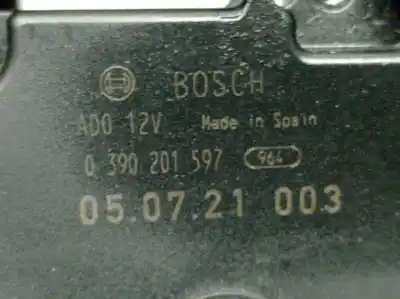 BOSCH
ADO 12V Made in Spain
0 390 201 597 964
05.07.21 003